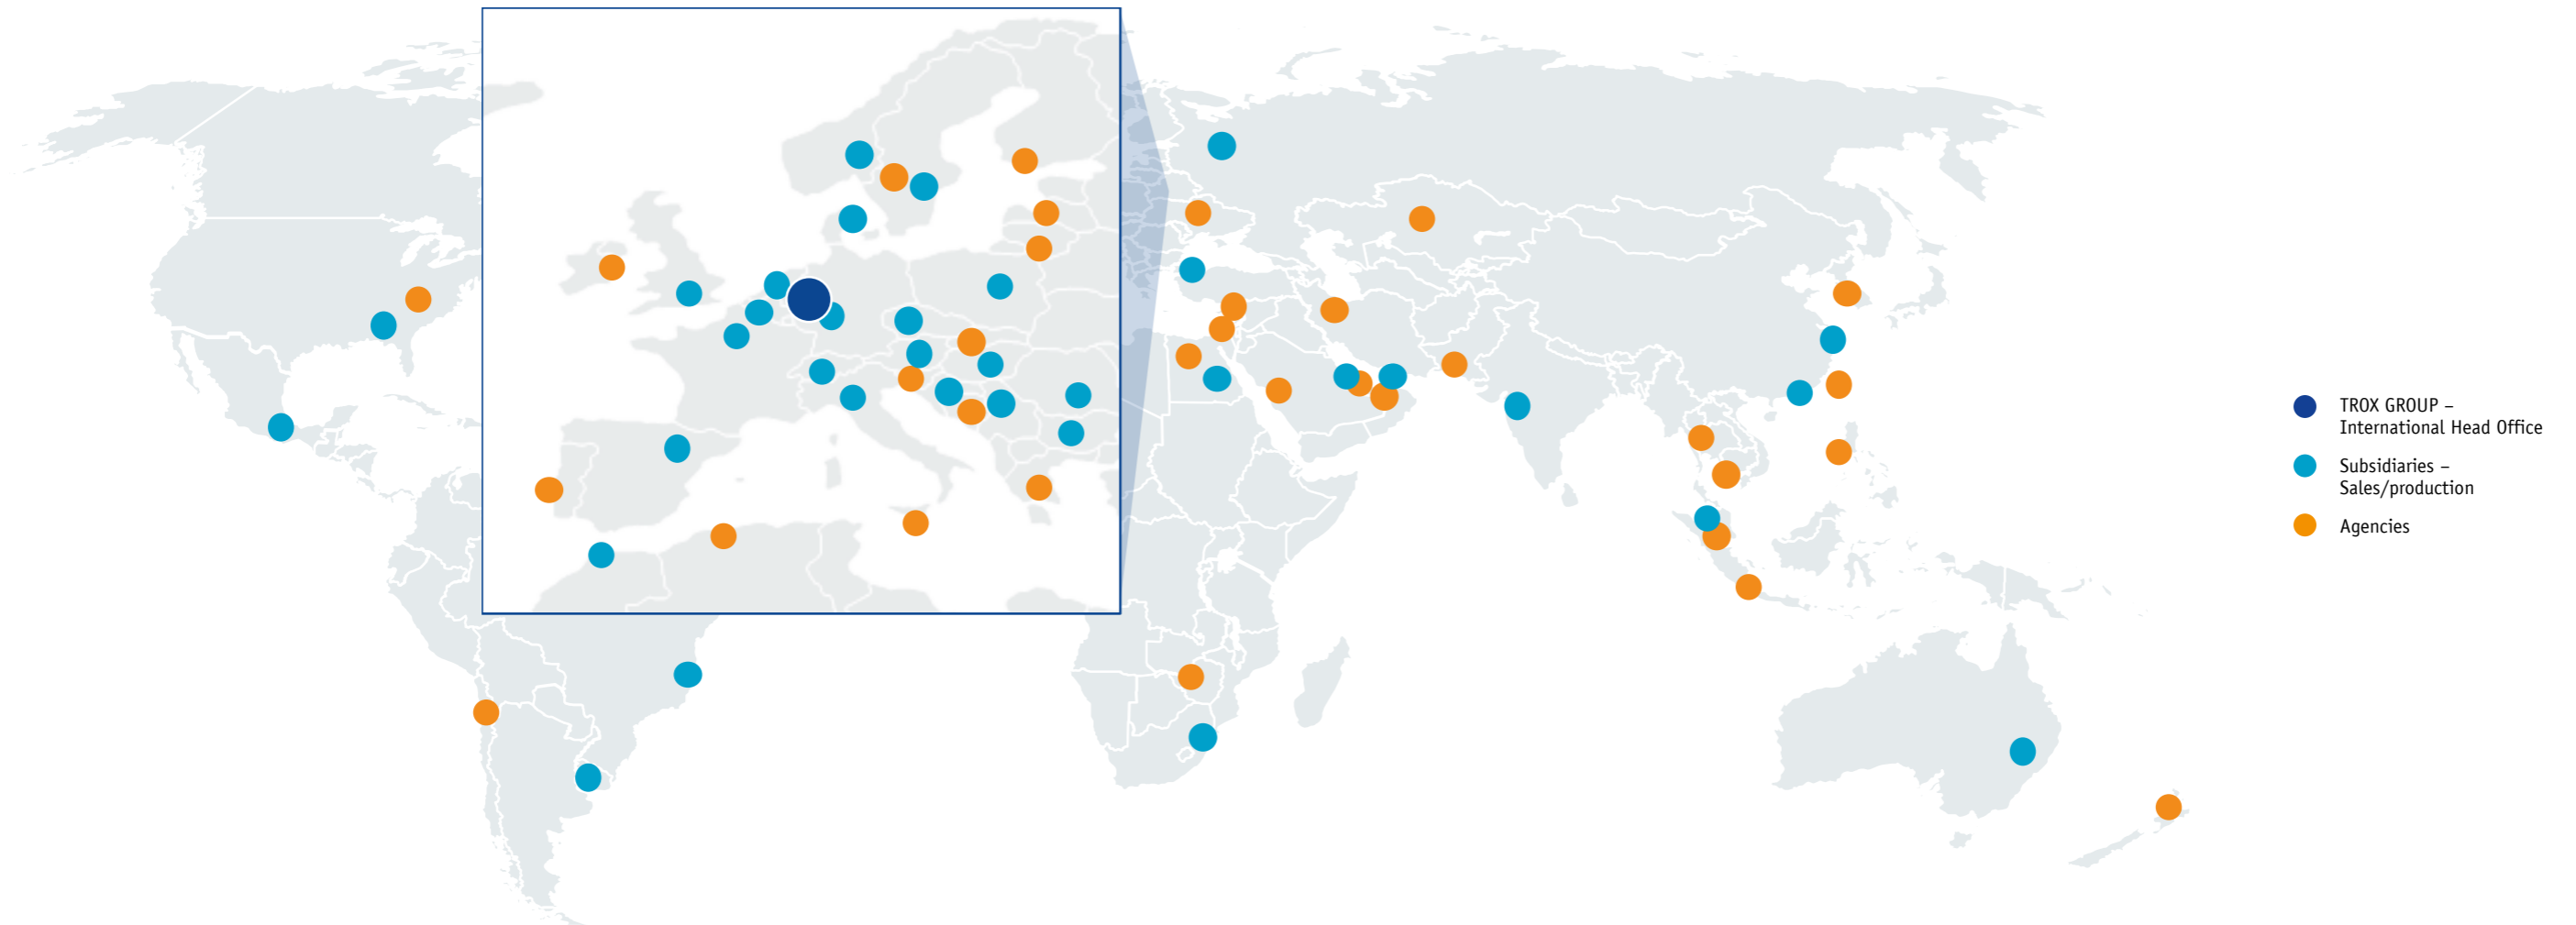 TROX GROUP –
International Head Office
Subsidiaries –
Sales/production
Agencies